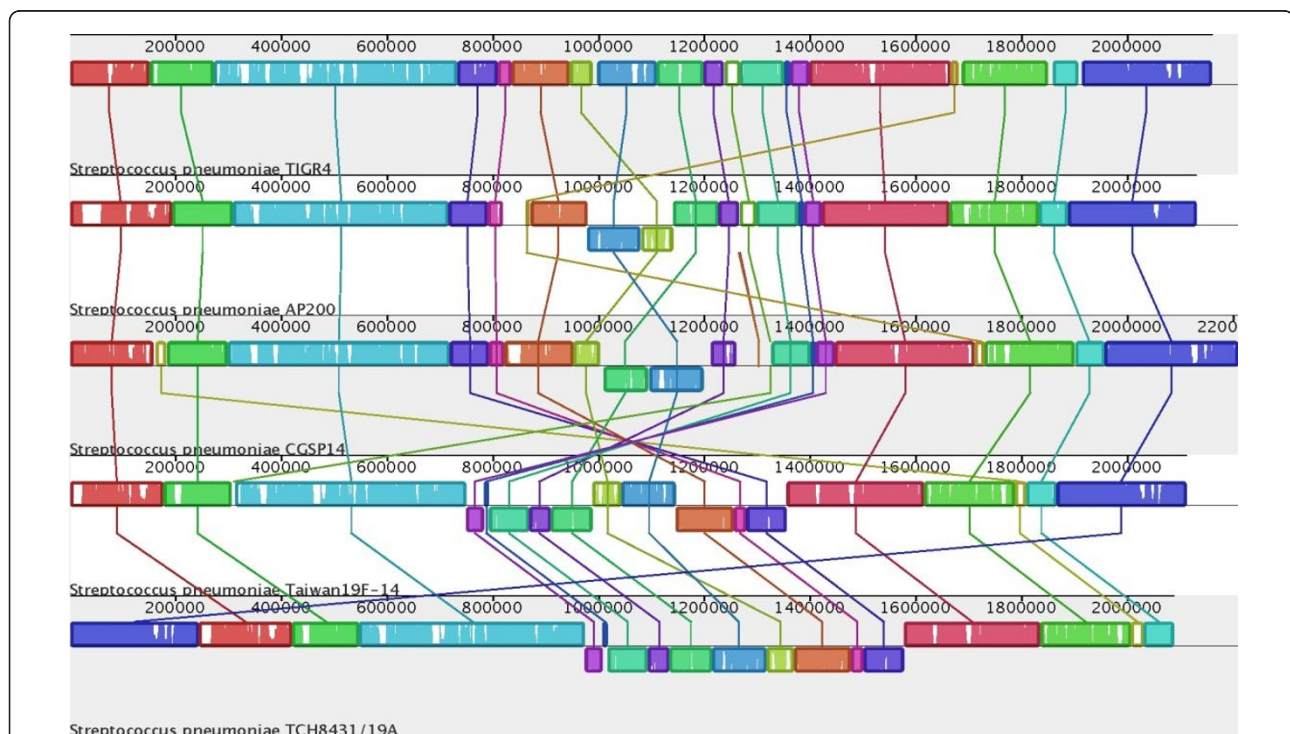 200000 400000 600000 800000 1000000 1200000 1400000 1600000 1800000 2000000
Streptococcus pneumoniae TIGR4
200000 400000 600000 800000 1000000 1200000 1400000 1600000 1800000 2000000
Streptococcus pneumoniae AP200
200000 400000 600000 800000 1000000 1200000 1400000 1600000 1800000 2000000 2200
Streptococcus pneumoniae CGSP14
200000 400000 600000 800000 1000000 1200000 1400000 1600000 1800000 2000000
Streptococcus pneumoniae Taiwan19F-14
200000 400000 600000 800000 1000000 1200000 1400000 1600000 1800000 2000000
Streptococcus pneumoniae TCH8431/19A